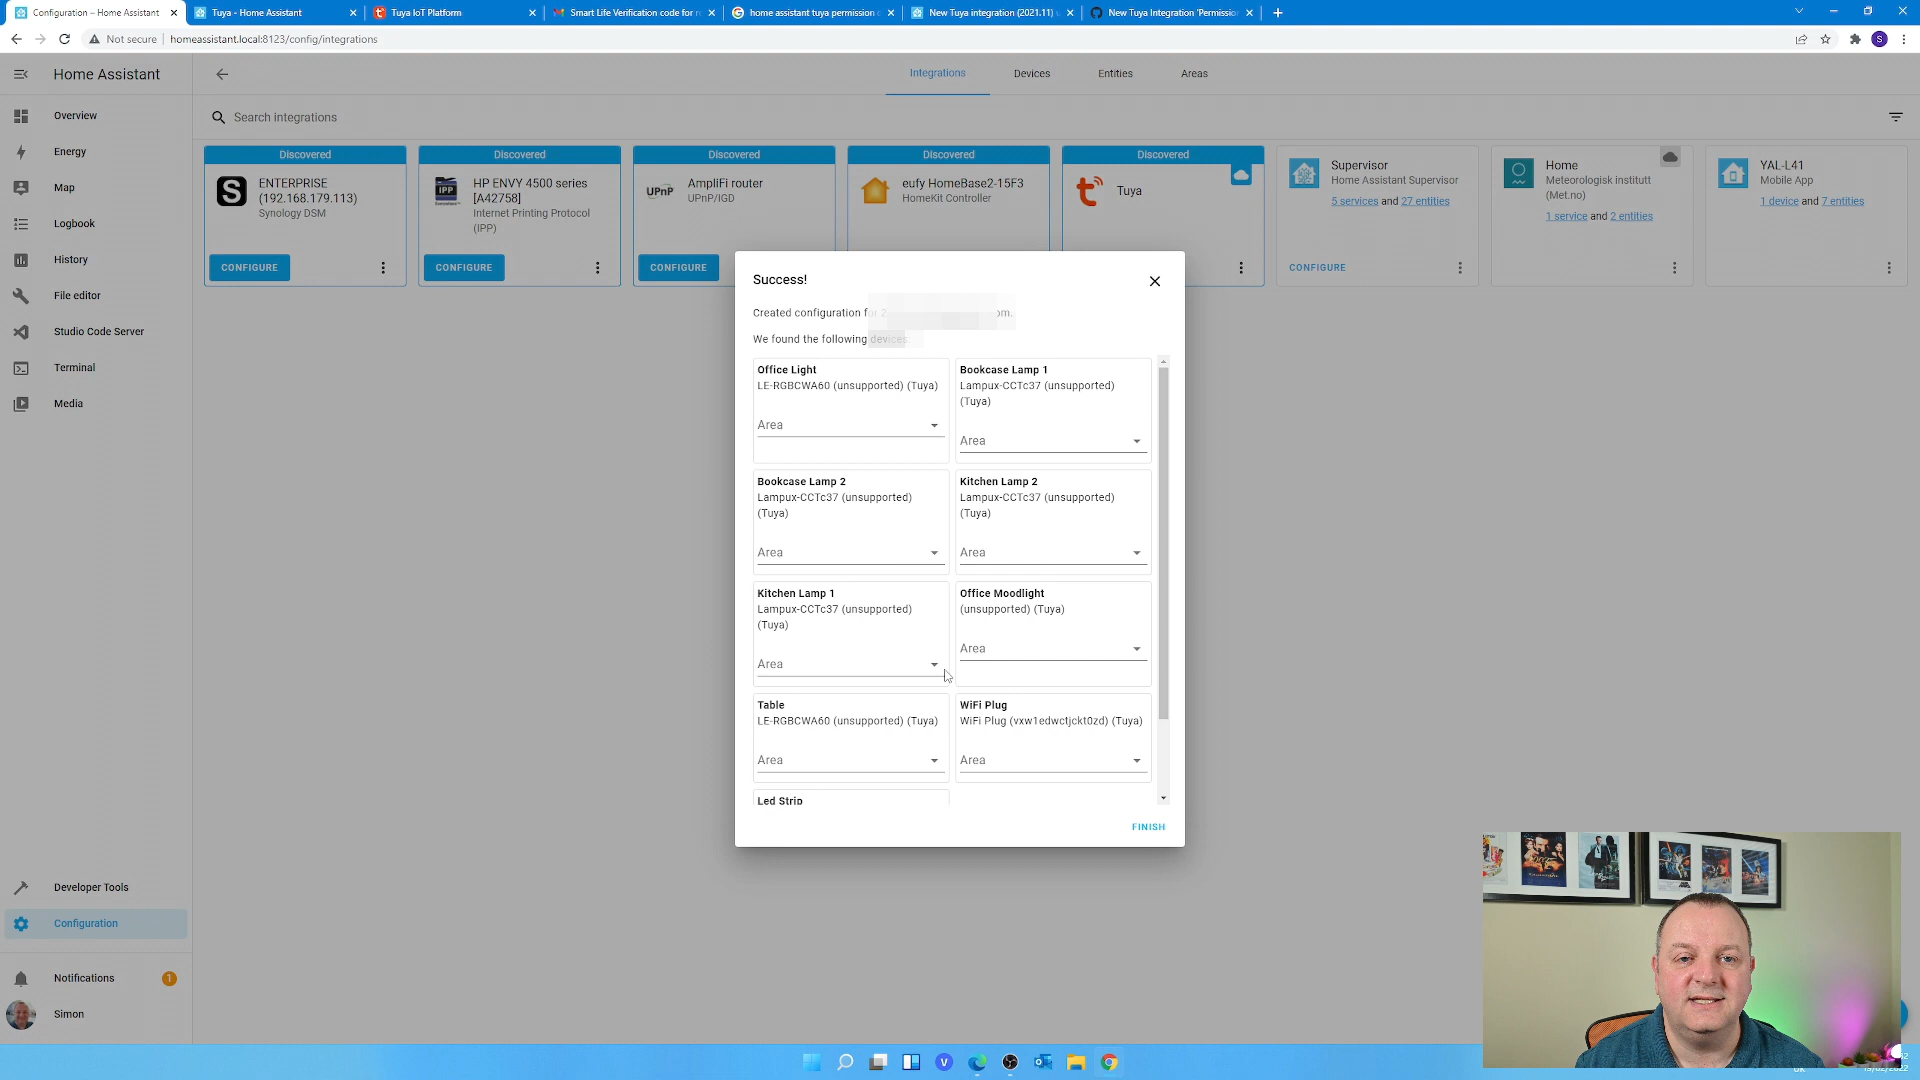 Configuration – Home Assistant
Tuya - Home Assistant
Tuya IoT Platform
Smart Life Verification code for r
home assistant tuya permission
New Tuya integration (2021.11)
New Tuya Integration 'Permissio
Not secure
homeassistant.local:8123/config/integrations
S
Home Assistant
Integrations
Devices
Entities
Areas
Overview
Energy
Map
Logbook
History
File editor
Studio Code Server
Terminal
Media
Developer Tools
Configuration
Notifications
1
Simon
Search integrations
Discovered
S
ENTERPRISE
(192.168.179.113)
Synology DSM
CONFIGURE
Discovered
IPP
HP ENVY 4500 series
[A42758]
Internet Printing Protocol
(IPP)
CONFIGURE
Discovered
UPnP
AmpliFi router
UPnP/IGD
CONFIGURE
Discovered
eufy HomeBase2-15F3
HomeKit Controller
Discovered
Tuya
Supervisor
Home Assistant Supervisor
5 services and 27 entities
CONFIGURE
Home
Meteorologisk institutt
(Met.no)
1 service and 2 entities
YAL-L41
Mobile App
1 device and 7 entities
Success!
Created configuration for 2 om.
We found the following devices
Office Light
LE-RGBCWA60 (unsupported) (Tuya)
Area
Bookcase Lamp 1
Lampux-CCTc37 (unsupported)
(Tuya)
Area
Bookcase Lamp 2
Lampux-CCTc37 (unsupported)
(Tuya)
Area
Kitchen Lamp 2
Lampux-CCTc37 (unsupported)
(Tuya)
Area
Kitchen Lamp 1
Lampux-CCTc37 (unsupported)
(Tuya)
Area
Office Moodlight
(unsupported) (Tuya)
Area
Table
LE-RGBCWA60 (unsupported) (Tuya)
Area
WiFi Plug
WiFi Plug (vxw1edwctjckt0zd) (Tuya)
Area
Led Strip
FINISH
V
UK